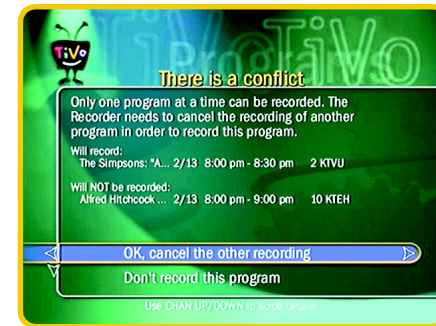 TiVo
TiVo TiVo
Programs
There is a conflict
Only one program at a time can be recorded. The
Recorder needs to cancel the recording of another
program in order to record this program.
Will record:
The Simpsons: "A... 2/13 8:00 pm - 8:30 pm 2 KTVU
Will NOT be recorded:
Alfred Hitchcock ... 2/13 8:00 pm - 9:00 pm 10 KTEH
OK, cancel the other recording
Don't record this program
Use CHAN UP/DOWN to scroll details